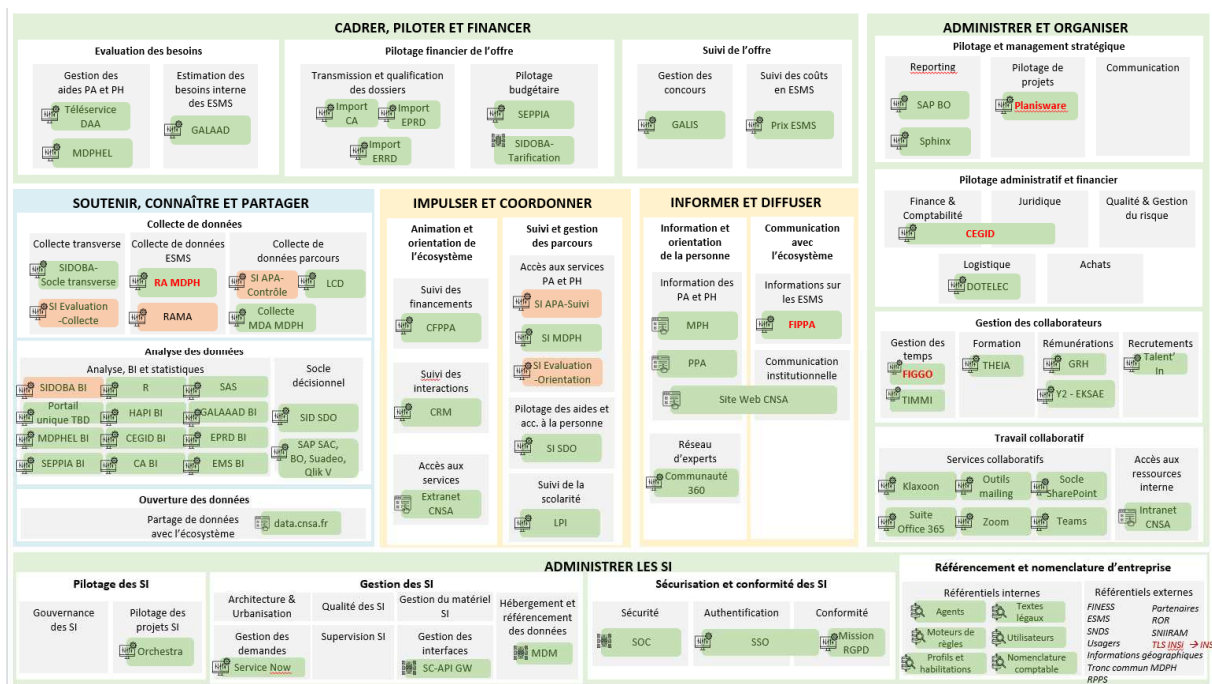 CADRER, PILOTER ET FINANCER
Evaluation des besoins
Gestion des
aides PA et PH
Téléservice
DAA
MDPHEL
Estimation des
besoins interne
des ESMS
GALAAD
Pilotage financier de l'offre
Transmission et qualification
des dossiers
Import
CA
Import
EPRD
Import
ERRD
Pilotage
budgétaire
SEPPIA
SIDOBA-
Tarification
Suivi de l'offre
Gestion des
concours
GALIS
Suivi des coûts
en ESMS
Prix ESMS
ADMINISTRER ET ORGANISER
Pilotage et management stratégique
Reporting
SAP BO
Sphinx
Pilotage de
projets
Planisware
Communication
Pilotage administratif et financier
Finance &
Comptabilité
Juridique
CEGID
Qualité & Gestion
du risque
Logistique
DOTELEC
Achats
Gestion des collaborateurs
Gestion des
temps
FIGGO
TIMMI
Formation
THEIA
Rémunérations
GRH
Y2 - EKSAE
Recrutements
Talent'
In
Travail collaboratif
Services collaboratifs
Klaxoon
Outils
mailing
Socle
SharePoint
Suite
Office 365
Zoom
Teams
Accès aux
ressources
interne
Intranet
CNSA
SOUTENIR, CONNAÎTRE ET PARTAGER
Collecte de données
Collecte transverse
SIDOBA-
Socle transverse
SI Evaluation
-Collecte
Collecte de données
ESMS
RA MDPH
RAMA
Collecte de
données parcours
SI APA-
Contrôle
LCD
Collecte
MDA MDPH
Analyse des données
Analyse, BI et statistiques
SIDOBA BI
R
SAS
Portail
unique TBD
HAPI BI
GALAAAD BI
MDPHEL BI
CEGID BI
EPRD BI
SEPPIA BI
CA BI
EMS BI
Socle
décisionnel
SID SDO
SAP SAC,
BO, Suadeo,
Qlik V
Ouverture des données
Partage de données
avec l'écosystème
data.cnsa.fr
IMPULSER ET COORDONNER
Animation et
orientation de
l'écosystème
Suivi des
financements
CFPPA
Suivi des
interactions
CRM
Accès aux
services
Extranet
CNSA
Suivi et gestion
des parcours
Accès aux services
PA et PH
SI APA-Suivi
SI MDPH
SI Evaluation
-Orientation
Pilotage des aides et
acc. à la personne
SI SDO
Suivi de la
scolarité
LPI
INFORMER ET DIFFUSER
Information et
orientation
de la personne
Information des
PA et PH
MPH
PPA
Site Web CNSA
Réseau
d'experts
Communauté
360
Communication
avec
l'écosystème
Informations sur
les ESMS
FIPPA
Communication
institutionnelle
ADMINISTRER LES SI
Pilotage des SI
Gouvernance
des SI
Pilotage des
projets SI
Orchestra
Gestion des SI
Architecture &
Urbanisation
Qualité des SI
Gestion du matériel
SI
Gestion des
demandes
Service Now
Supervision SI
Gestion des
interfaces
SC-API GW
Hébergement et
référencement
des données
MDM
Sécurisation et conformité des SI
Sécurité
SOC
Authentification
SSO
Conformité
Mission
RGPD
Référencement et nomenclature d'entreprise
Référentiels internes
Agents
Textes
légaux
Moteurs de
règles
Utilisateurs
Profils et
habilitations
Nomenclature
comptable
Référentiels externes
FINESS
Partenaires
ESMS
ROR
SNDS
SNIIRAM
Usagers
TLS INSi → INS
Informations géographiques
Tronc commun MDPH
RPPS